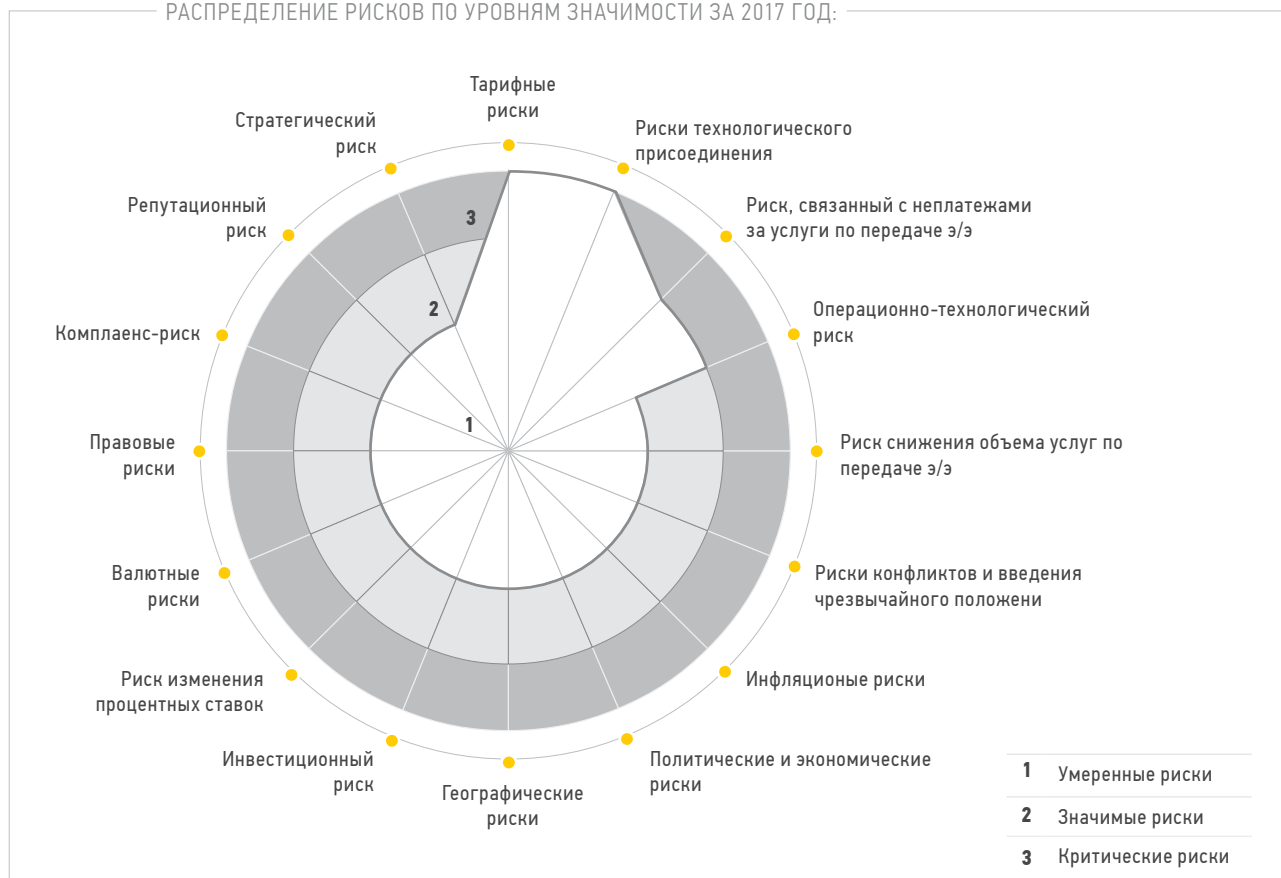 РАСПРЕДЕЛЕНИЕ РИСКОВ ПО УРОВНЯМ ЗНАЧИМОСТИ ЗА 2017 ГОД:
Тарифные
риски
Риски технологического
присоединения
Риск, связанный с неплатежами
за услуги по передаче э/э
Операционно-технологический
риск
Риск снижения объема услуг по
передаче э/э
Риски конфликтов и введения
чрезвычайного положени
Инфляционые риски
Политические и экономические
риски
Географические
риски
Инвестиционный
риск
Риск изменения
процентных ставок
Валютные
риски
Правовые
риски
Комплаенс-риск
Репутационный
риск
Стратегический
риск
3
2
1
1 Умеренные риски
2 Значимые риски
3 Критические риски